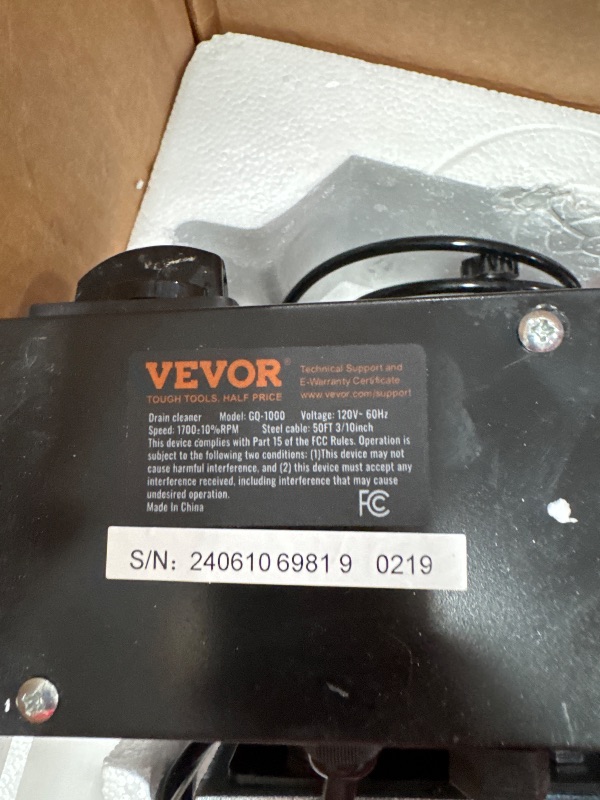 VEVOR®
TOUGH TOOLS, HALF PRICE
Technical Support and
E-Warranty Certificate
www.vevor.com/support
Drain cleaner Model: GQ-1000 Voltage: 120V~ 60Hz
Speed: 1700±10%RPM Steel cable: 50FT 3/10inch
This device complies with Part 15 of the FCC Rules. Operation is
subject to the following two conditions: (1)This device may not
cause harmful interference, and (2) this device must accept any
interference received, including interference that may cause
undesired operation.
Made In China
FC
S/N: 240610 6981 9 0219